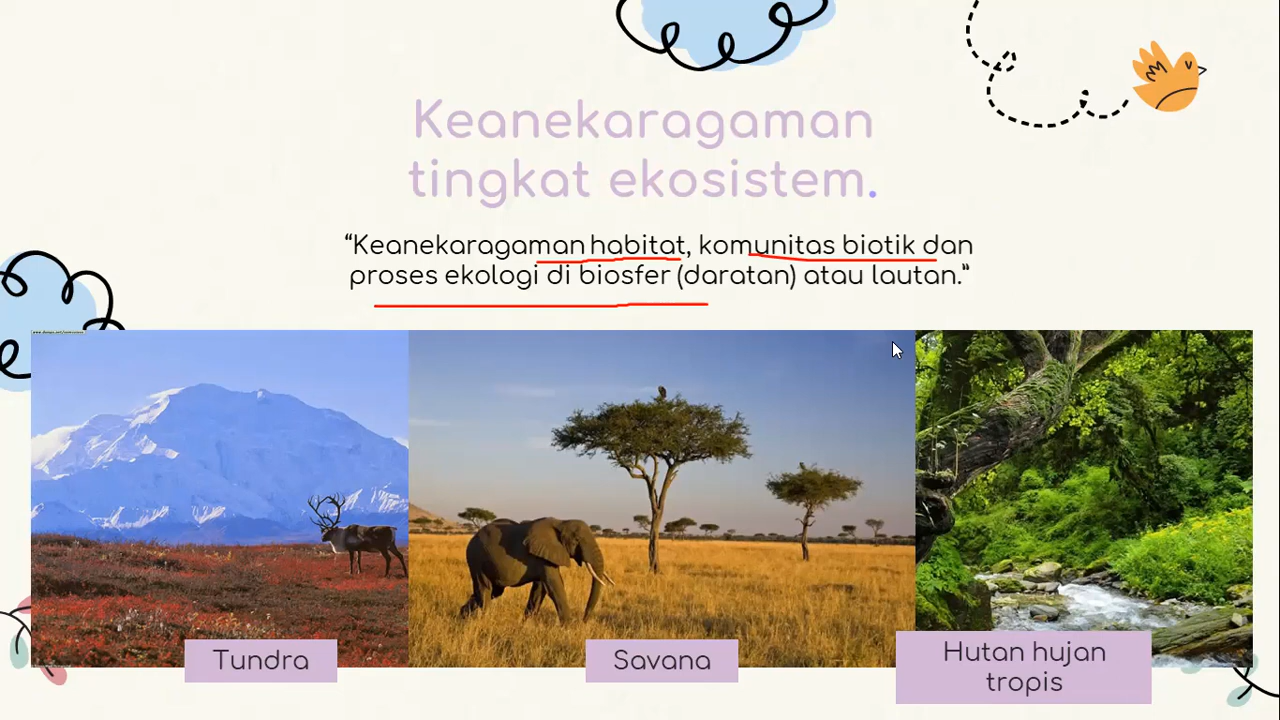 Keanekaragaman
tingkat ekosistem.
“Keanekaragaman habitat, komunitas biotik dan
proses ekologi di biosfer (daratan) atau lautan.”
Tundra
Savana
Hutan hujan
tropis